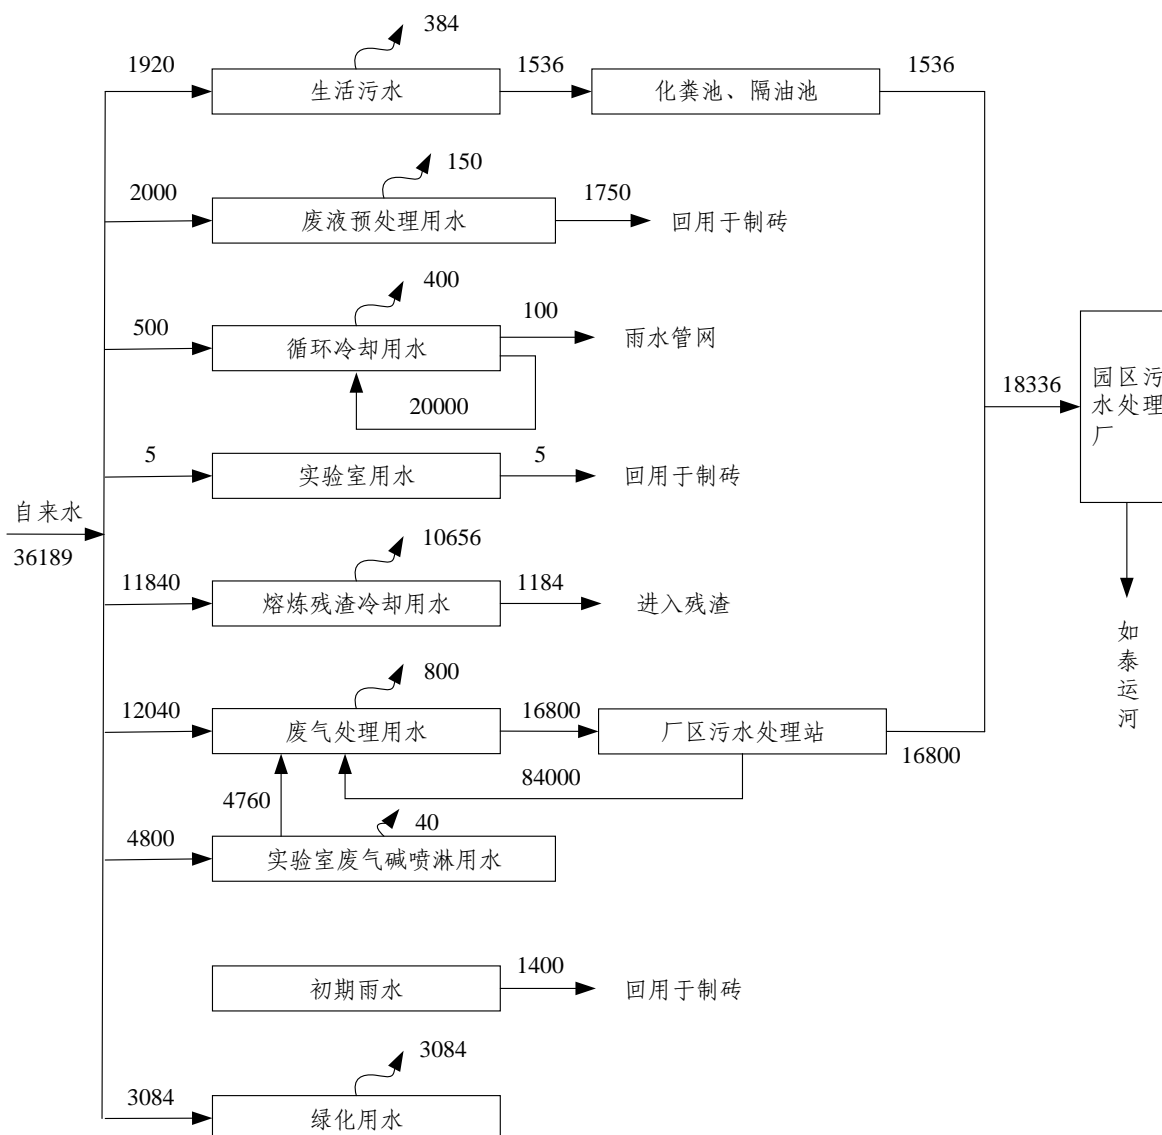 384
1920
生活污水
1536
化粪池、隔油池
1536
150
2000
废液预处理用水
1750
回用于制砖
400
500
循环冷却用水
100
雨水管网
20000
5
实验室用水
5
回用于制砖
自来水
36189
10656
11840
熔炼残渣冷却用水
1184
进入残渣
800
12040
废气处理用水
16800
厂区污水处理站
16800
84000
4760
40
4800
实验室废气碱喷淋用水
初期雨水
1400
回用于制砖
3084
3084
绿化用水
18336
园区污
水处理
厂
如
泰
运
河